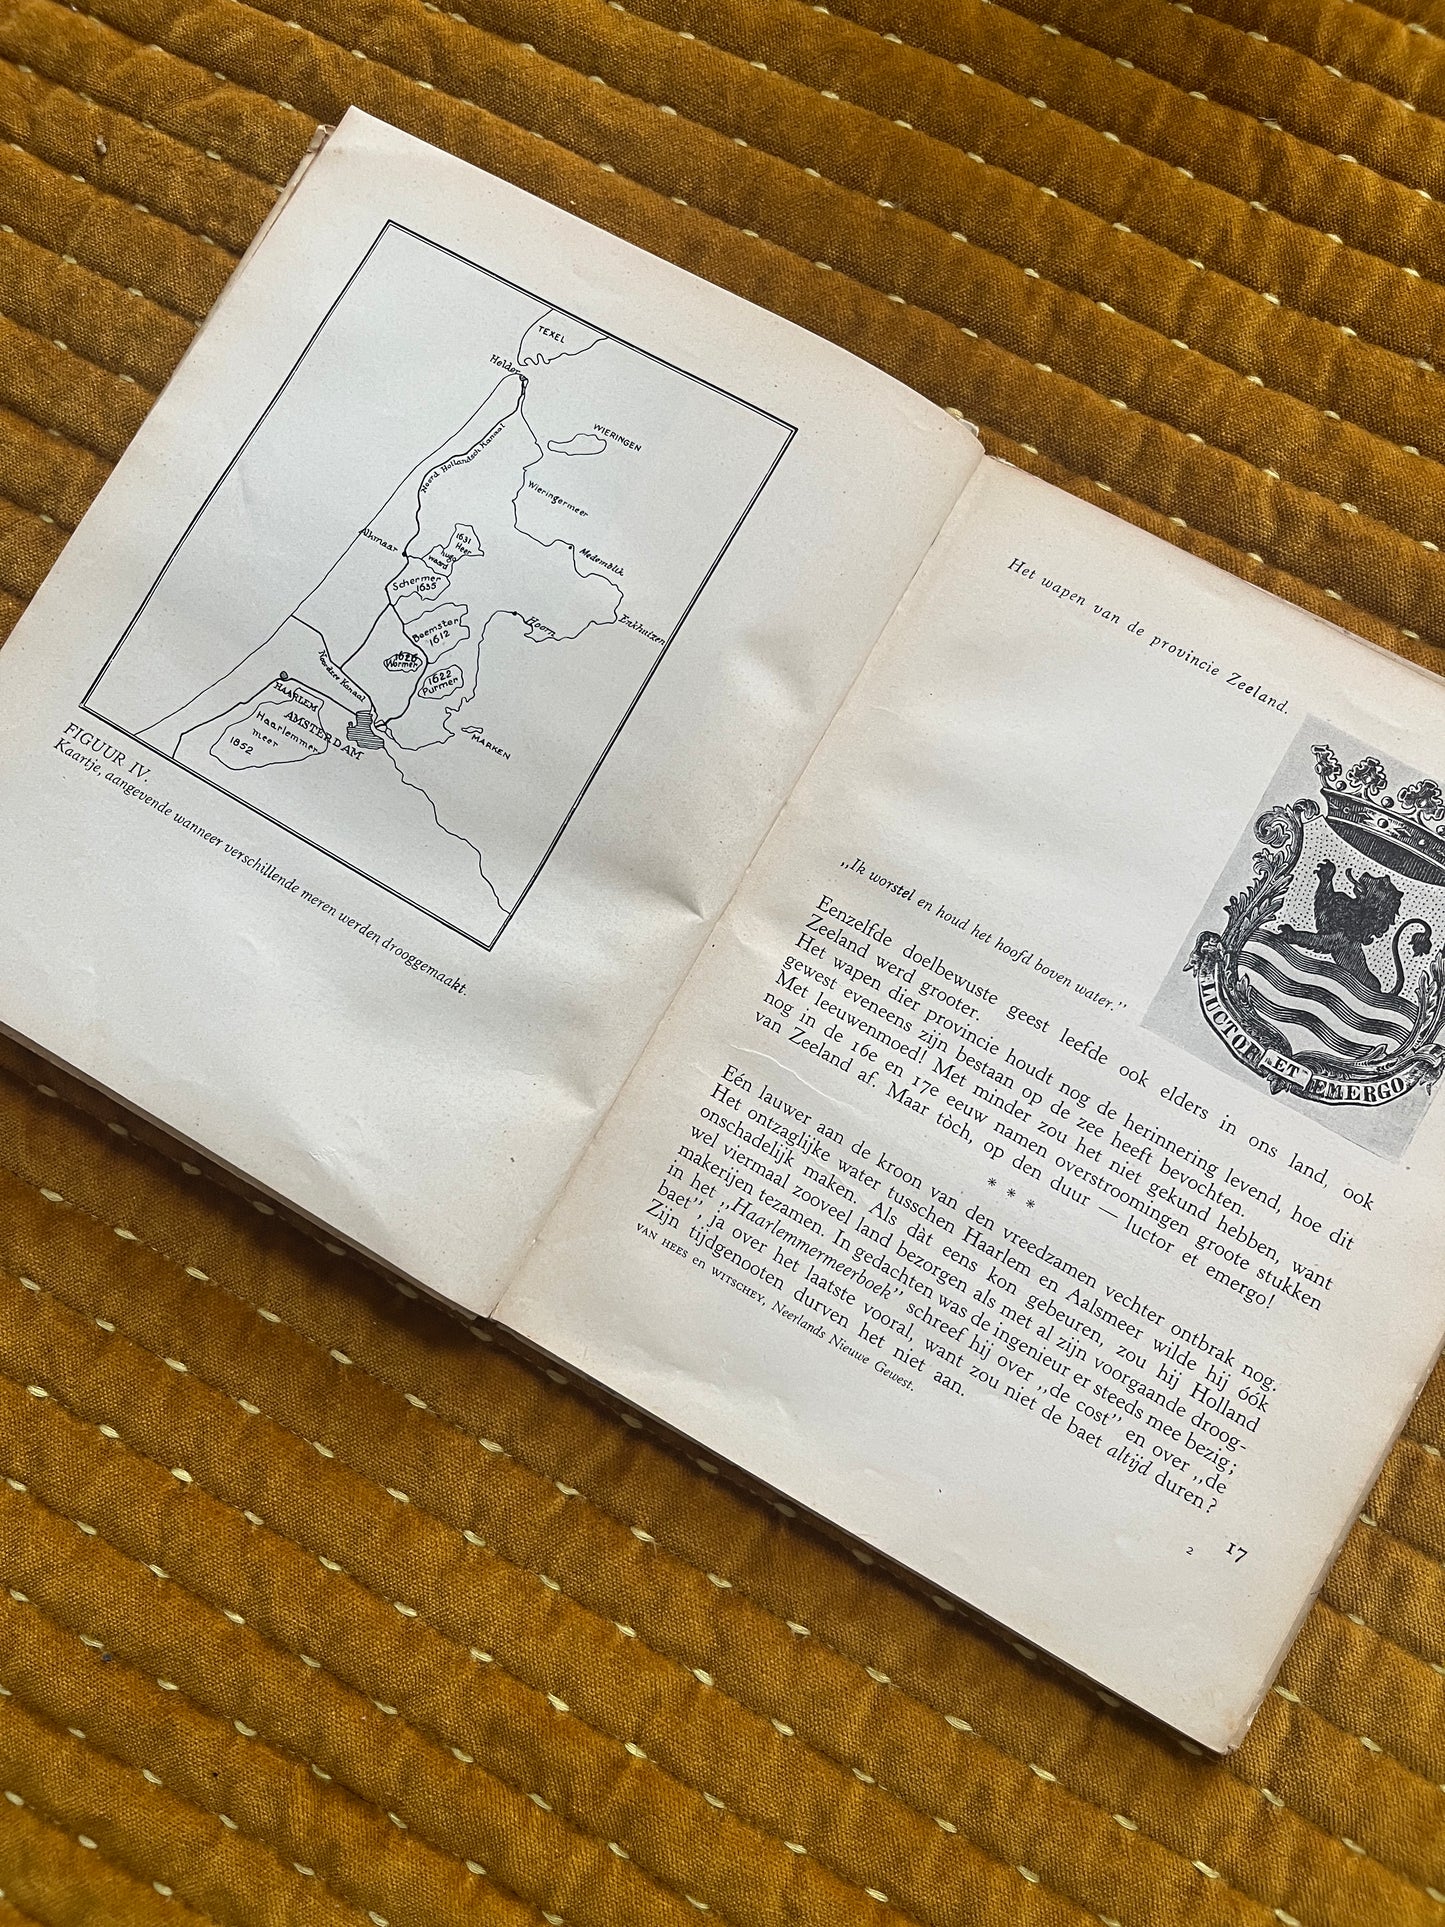 TEXEL
Helder
WIERINGEN
Noord Hollandsch Kanaal
Wieringermeer
Alkmaar
1631
Heer
hugo
waard
Medemblik
Schermer
1635
Enkhuizen
Hoorn
Beemster
1612
1626
Wormer
1622
Purmer
Noordzee Kanaal
HAARLEM
AMSTERDAM
MARKEN
Haarlemmer
meer
1852
FIGUUR IV.
Kaartje, aangevende wanneer verschillende meren werden drooggemaakt.
Het wapen van de provincie Zeeland.
LUCTOR ET EMERGO
„Ik worstel en houd het hoofd boven water.”
Eenzelfde doelbewuste geest leefde ook elders in ons land, ook
Zeeland werd grooter.
Het wapen dier provincie houdt nog de herinnering levend, hoe dit
gewest eveneens zijn bestaan op de zee heeft bevochten.
Met leeuwenmoed! Met minder zou het niet gekund hebben, want
nog in de 16e en 17e eeuw namen overstroomingen groote stukken
van Zeeland af. Maar tòch, op den duur — luctor et emergo!
* * *
Eén lauwer aan de kroon van den vreedzamen vechter ontbrak nog.
Het ontzaglijke water tusschen Haarlem en Aalsmeer wilde hij óók
onschadelijk maken. Als dàt eens kon gebeuren, zou hij Holland
wel viermaal zooveel land bezorgen als met al zijn voorgaande droog-
makerijen tezamen. In gedachten was de ingenieur er steeds mee bezig;
in het „Haarlemmermeerboek” schreef hij over „de cost” en over „de
baet”, ja over het laatste vooral, want zou niet de baet altijd duren?
Zijn tijdgenooten durven het niet aan.
VAN HEES en WITSCHEY, Neerlands Nieuwe Gewest.
2
17